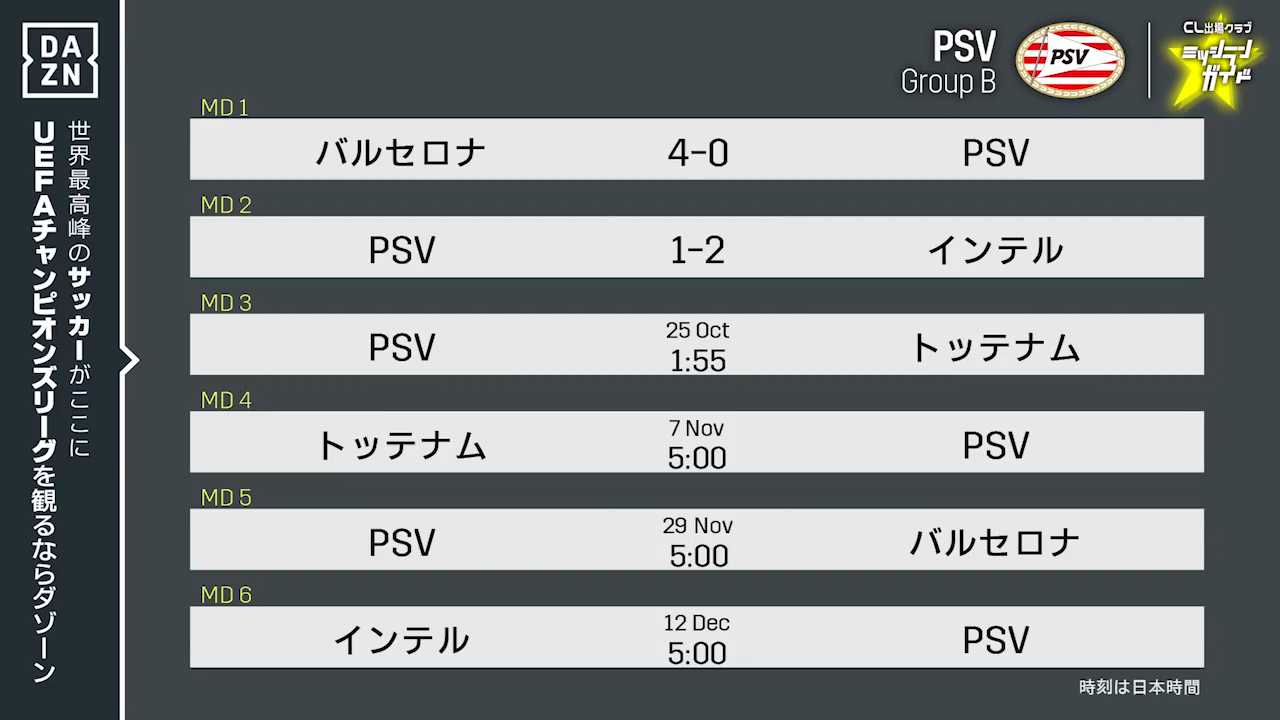 DA
ZN
世界最高峰のサッカーがここに
UEFAチャンピオンズリーグを観るならダゾーン
PSV
Group B
PSV
CL出場クラブ
ミッション
ガイド
MD 1
バルセロナ 4-0 PSV
MD 2
PSV 1-2 インテル
MD 3
PSV 25 Oct 1:55 トッテナム
MD 4
トッテナム 7 Nov 5:00 PSV
MD 5
PSV 29 Nov 5:00 バルセロナ
MD 6
インテル 12 Dec 5:00 PSV
時刻は日本時間